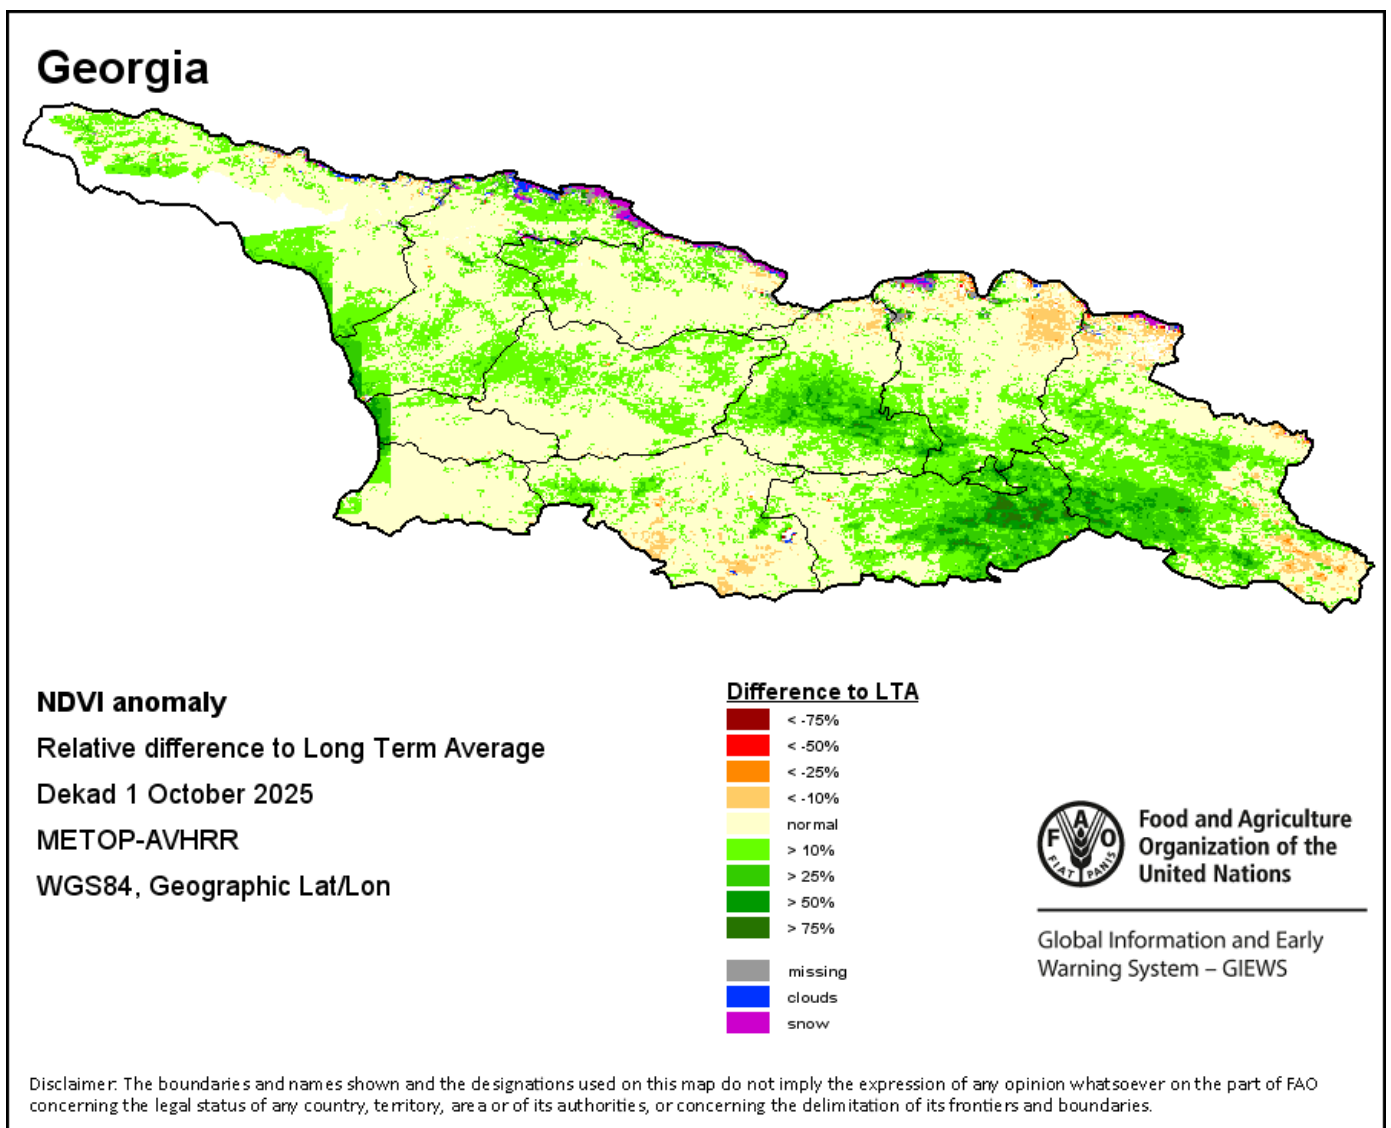 Georgia
NDVI anomaly
Relative difference to Long Term Average
Dekad 1 October 2025
METOP-AVHRR
WGS84, Geographic Lat/Lon
Difference to LTA
< -75%
< -50%
< -25%
< -10%
normal
> 10%
> 25%
> 50%
> 75%
missing
clouds
snow
F A O
FIAT PANIS
Food and Agriculture
Organization of the
United Nations
Global Information and Early
Warning System – GIEWS
Disclaimer: The boundaries and names shown and the designations used on this map do not imply the expression of any opinion whatsoever on the part of FAO
concerning the legal status of any country, territory, area or of its authorities, or concerning the delimitation of its frontiers and boundaries.